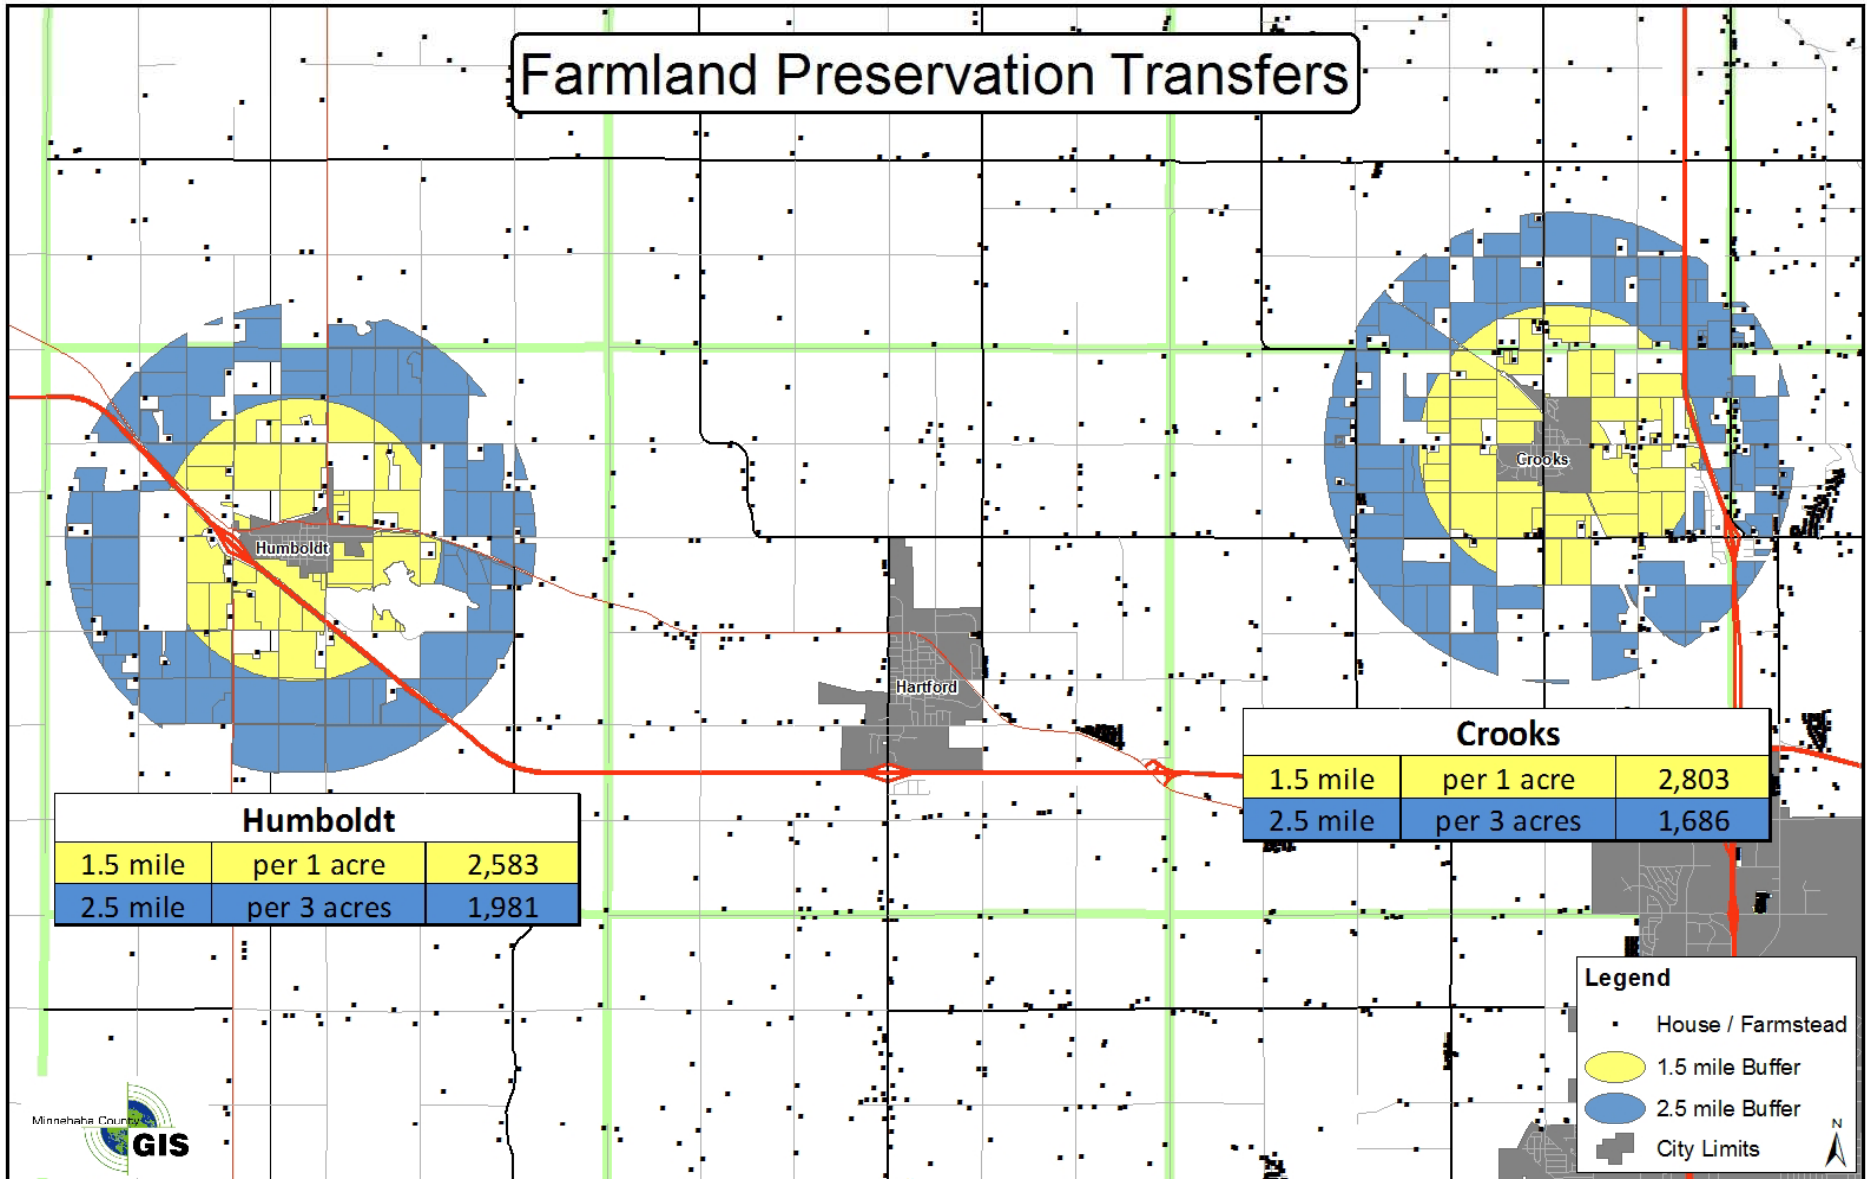 Farmland Preservation Transfers
Crooks
Humboldt
Hartford
Crooks
1.5 mile per 1 acre 2,803
2.5 mile per 3 acres 1,686
Humboldt
1.5 mile per 1 acre 2,583
2.5 mile per 3 acres 1,981
Legend
House / Farmstead
1.5 mile Buffer
2.5 mile Buffer
City Limits
N
Minnehaha County
GIS